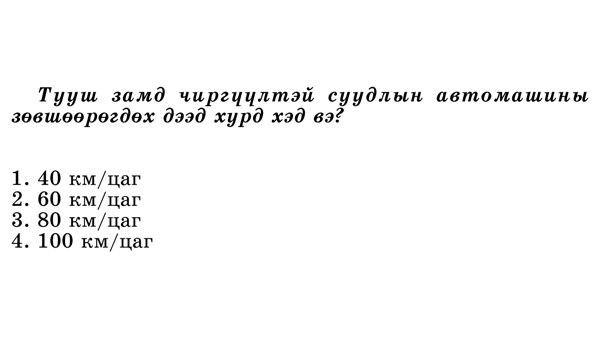 Тууш замд чиргүүлтэй суудлын автомашины
зөвшөөрөгдөх дээд хурд хэд вэ?
1. 40 км/цаг
2. 60 км/цаг
3. 80 км/цаг
4. 100 км/цаг